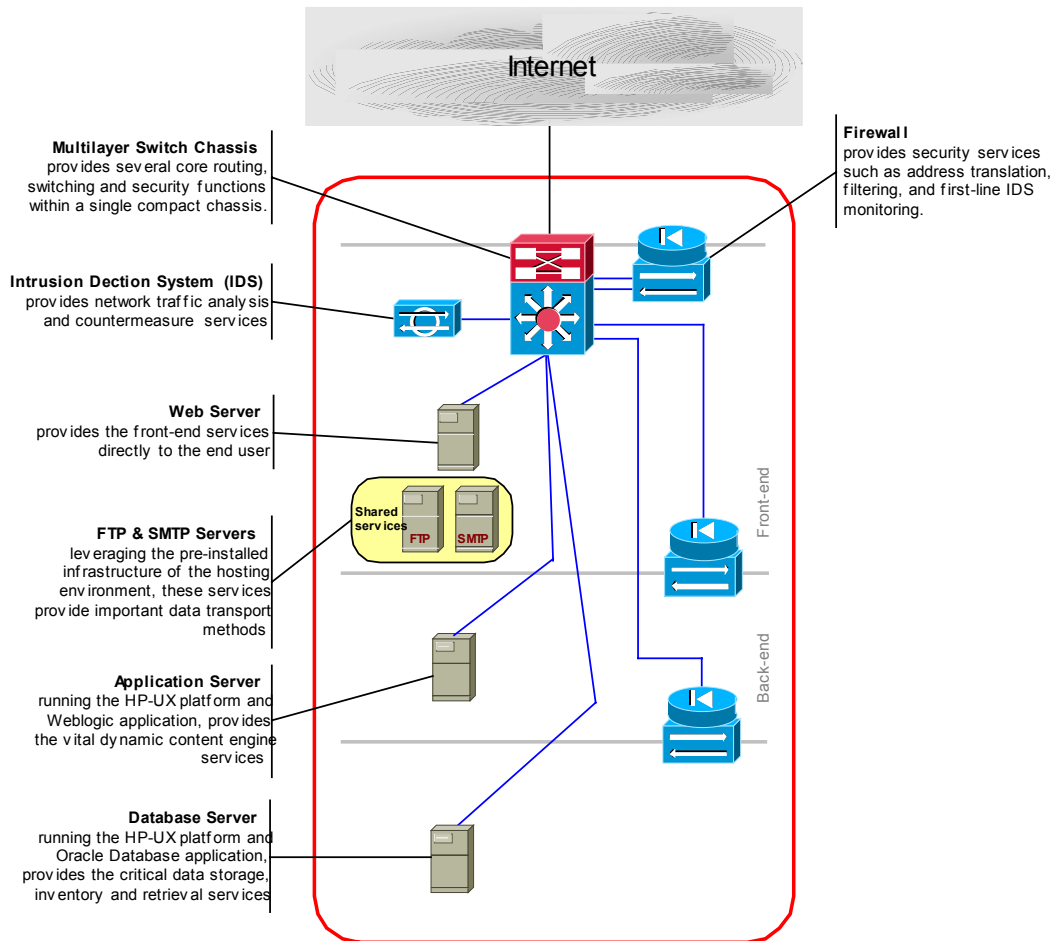 Internet
Multilayer Switch Chassis
provides several core routing,
switching and security functions
within a single compact chassis.
Firewall
provides security services
such as address translation,
filtering, and first-line IDS
monitoring.
Intrusion Dection System (IDS)
provides network traffic analysis
and countermeasure services
Web Server
provides the front-end services
directly to the end user
Shared
services
FTP
SMTP
FTP & SMTP Servers
leveraging the pre-installed
infrastructure of the hosting
environment, these services
provide important data transport
methods
Front-end
Application Server
running the HP-UX platform and
Weblogic application, provides
the vital dynamic content engine
services
Back-end
Database Server
running the HP-UX platform and
Oracle Database application,
provides the critical data storage,
inventory and retrieval services